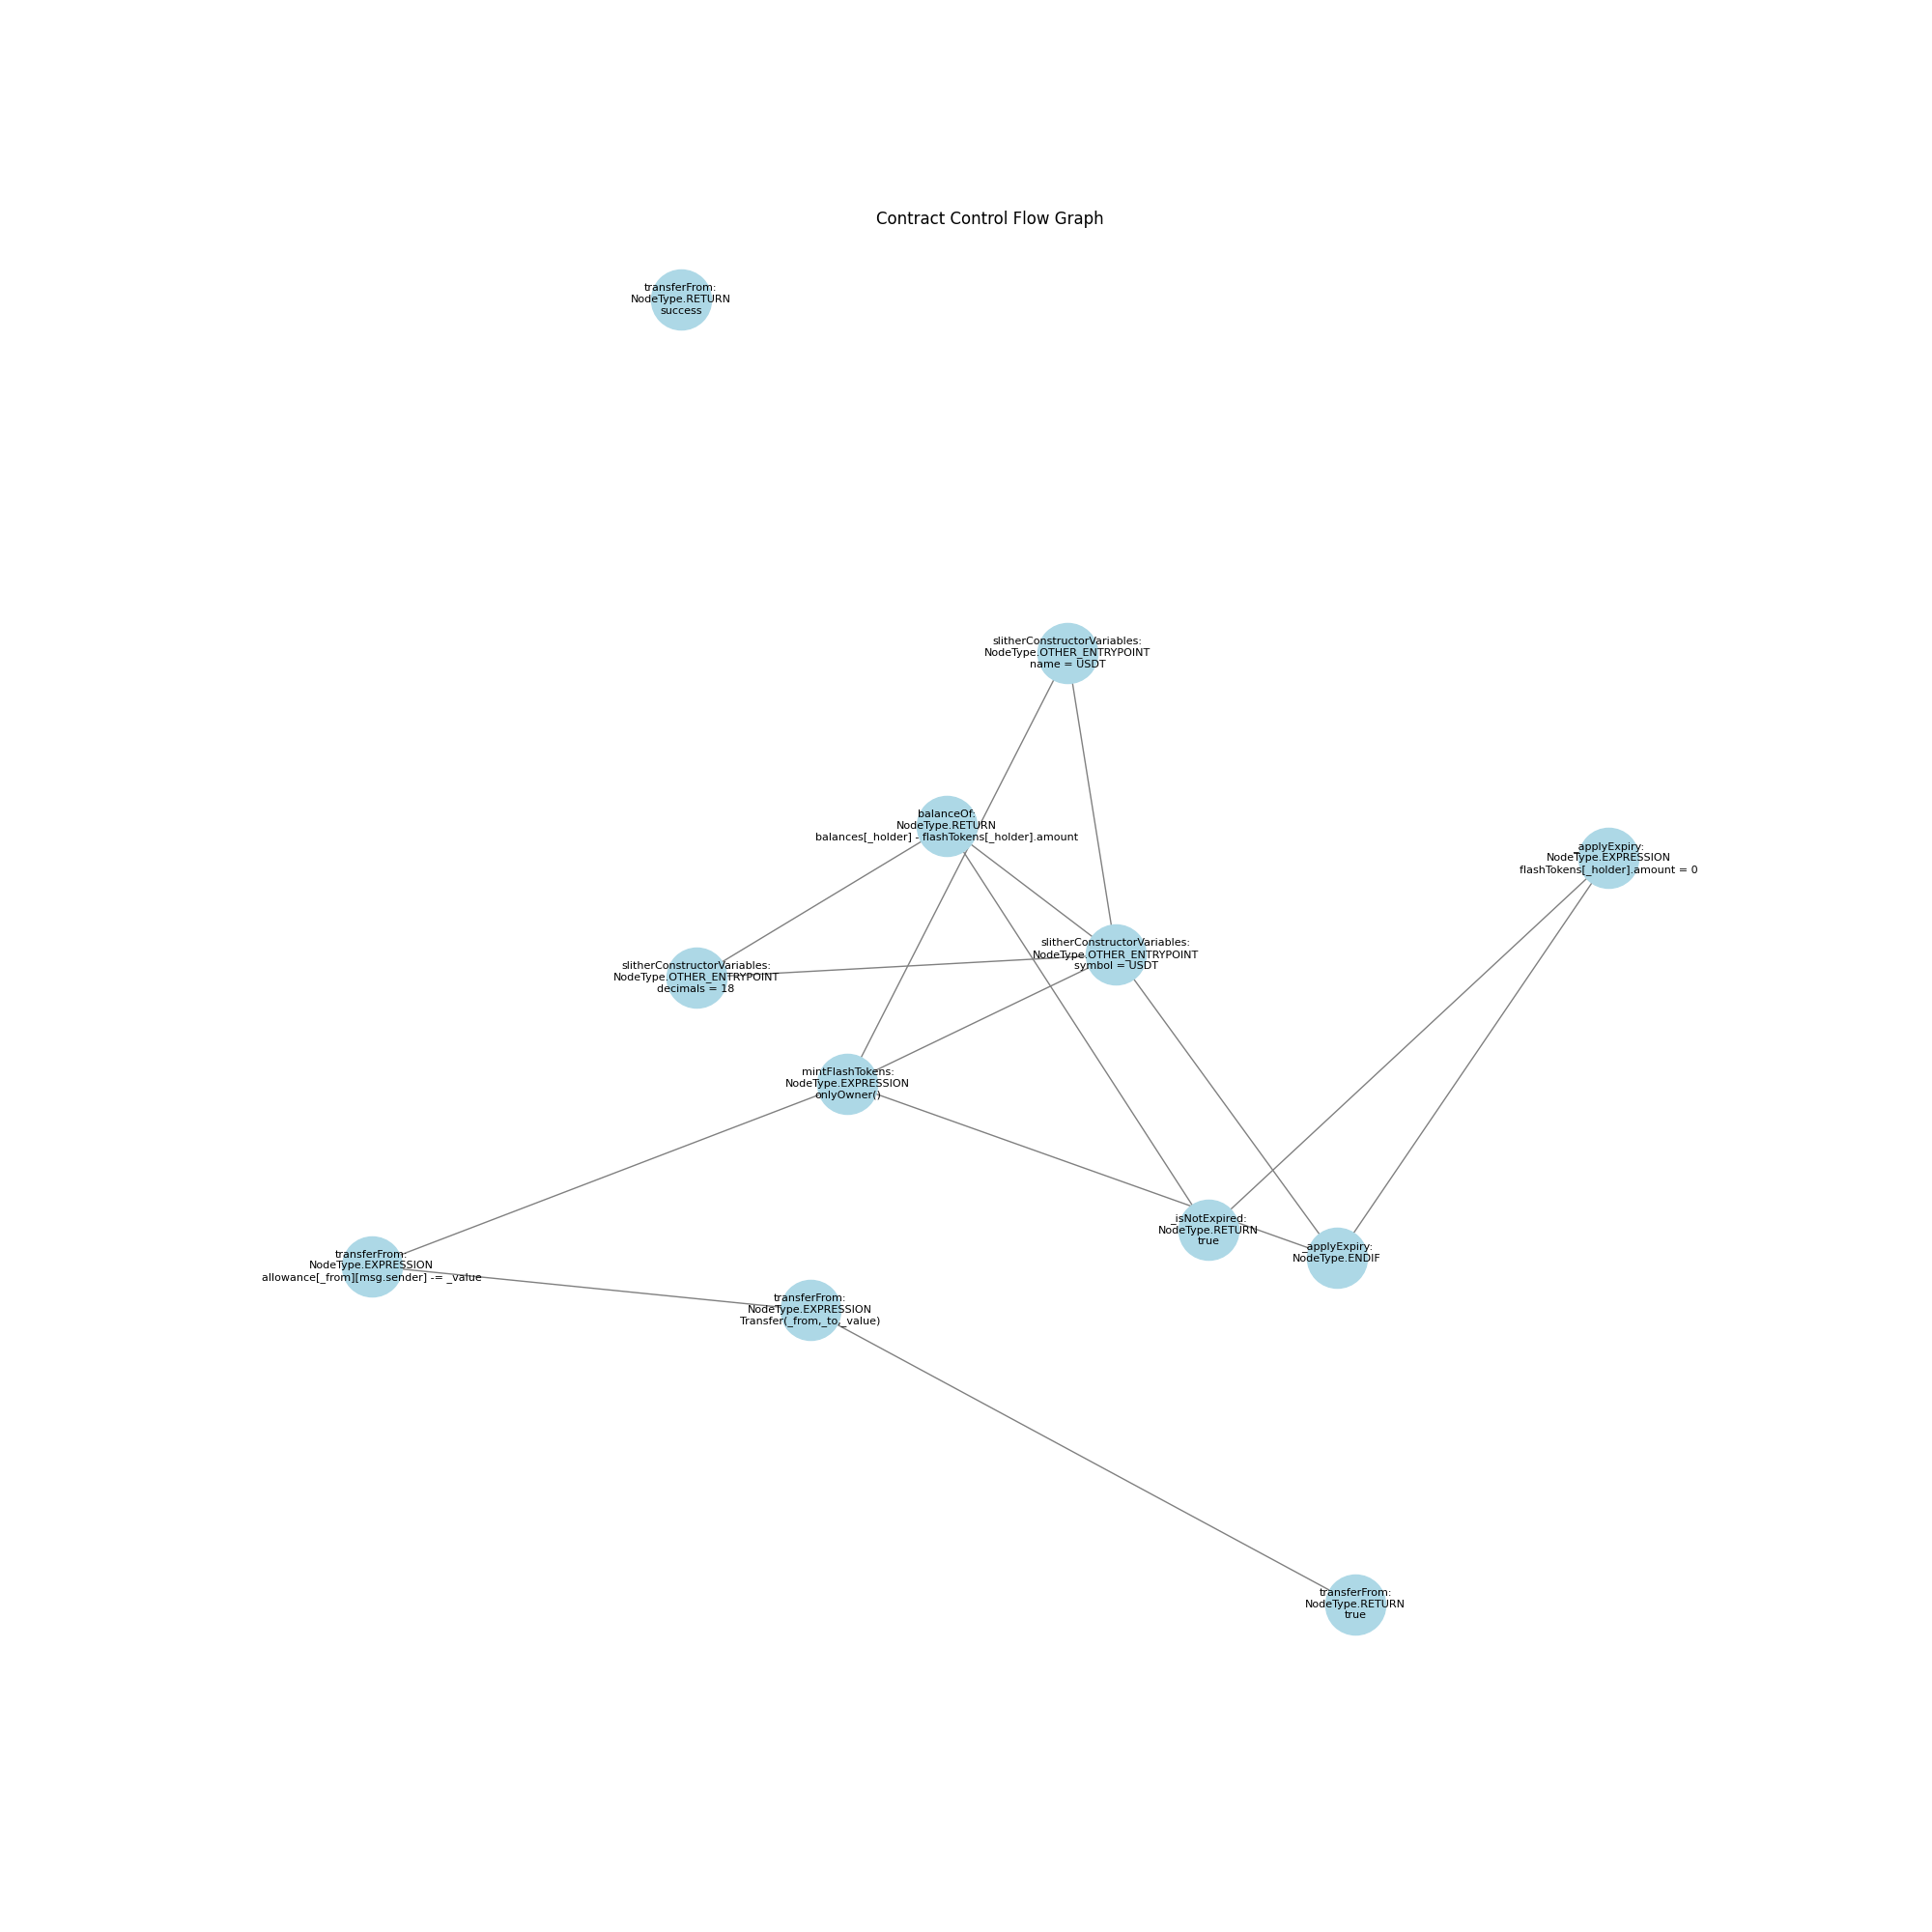 Contract Control Flow Graph
transferFrom:
NodeType.RETURN
success
slitherConstructorVariables:
NodeType.OTHER_ENTRYPOINT
name = USDT
balanceOf:
NodeType.RETURN
balances[_holder] - flashTokens[_holder].amount
_applyExpiry:
NodeType.EXPRESSION
flashTokens[_holder].amount = 0
slitherConstructorVariables:
NodeType.OTHER_ENTRYPOINT
symbol = USDT
slitherConstructorVariables:
NodeType.OTHER_ENTRYPOINT
decimals = 18
mintFlashTokens:
NodeType.EXPRESSION
onlyOwner()
_isNotExpired:
NodeType.RETURN
true
_applyExpiry:
NodeType.ENDIF
transferFrom:
NodeType.EXPRESSION
allowance[_from][msg.sender] -= _value
transferFrom:
NodeType.EXPRESSION
Transfer(_from,_to,_value)
transferFrom:
NodeType.RETURN
true